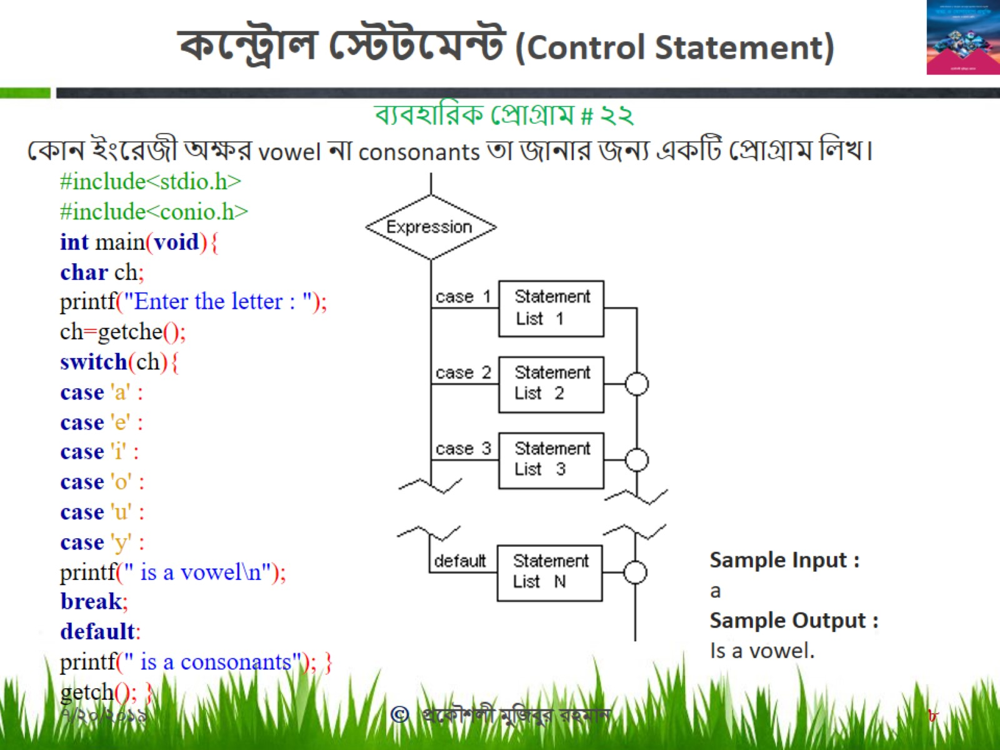 কন্ট্রোল স্টেটমেন্ট (Control Statement)
ব্যবহারিক প্রোগ্রাম # ২২
কোন ইংরেজী অক্ষর vowel না consonants তা জানার জন্য একটি প্রোগ্রাম লিখ।
#include<stdio.h>
#include<conio.h>
int main(void){
char ch;
printf("Enter the letter : ");
ch=getche();
switch(ch){
case 'a' :
case 'e' :
case 'i' :
case 'o' :
case 'u' :
case 'y' :
printf(" is a vowel\n");
break;
default:
printf(" is a consonants"); }
getch(); }
Expression
case 1
Statement
List 1
case 2
Statement
List 2
case 3
Statement
List 3
default
Statement
List N
Sample Input :
a
Sample Output :
Is a vowel.
৭/২০/২০১৯
© প্রকৌশলী মুজিবুর রহমান
৮